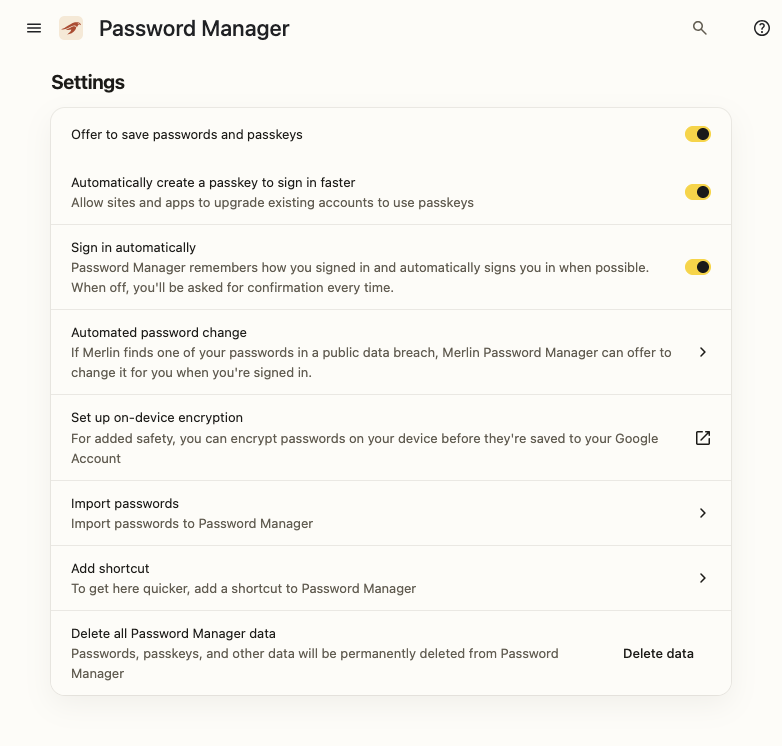 Password Manager
Settings
Offer to save passwords and passkeys
Automatically create a passkey to sign in faster
Allow sites and apps to upgrade existing accounts to use passkeys
Sign in automatically
Password Manager remembers how you signed in and automatically signs you in when possible.
When off, you'll be asked for confirmation every time.
Automated password change
If Merlin finds one of your passwords in a public data breach, Merlin Password Manager can offer to
change it for you when you're signed in.
Set up on-device encryption
For added safety, you can encrypt passwords on your device before they're saved to your Google
Account
Import passwords
Import passwords to Password Manager
Add shortcut
To get here quicker, add a shortcut to Password Manager
Delete all Password Manager data
Passwords, passkeys, and other data will be permanently deleted from Password
Manager
Delete data